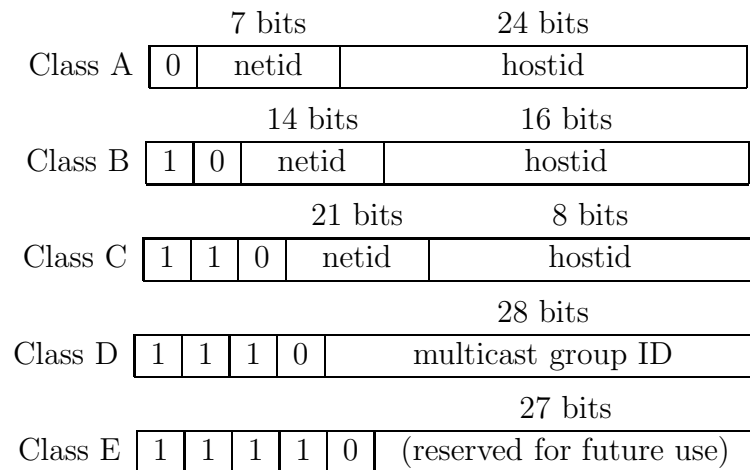 7 bits 24 bits
Class A 0 netid hostid
14 bits 16 bits
Class B 1 0 netid hostid
21 bits 8 bits
Class C 1 1 0 netid hostid
28 bits
Class D 1 1 1 0 multicast group ID
27 bits
Class E 1 1 1 1 0 (reserved for future use)